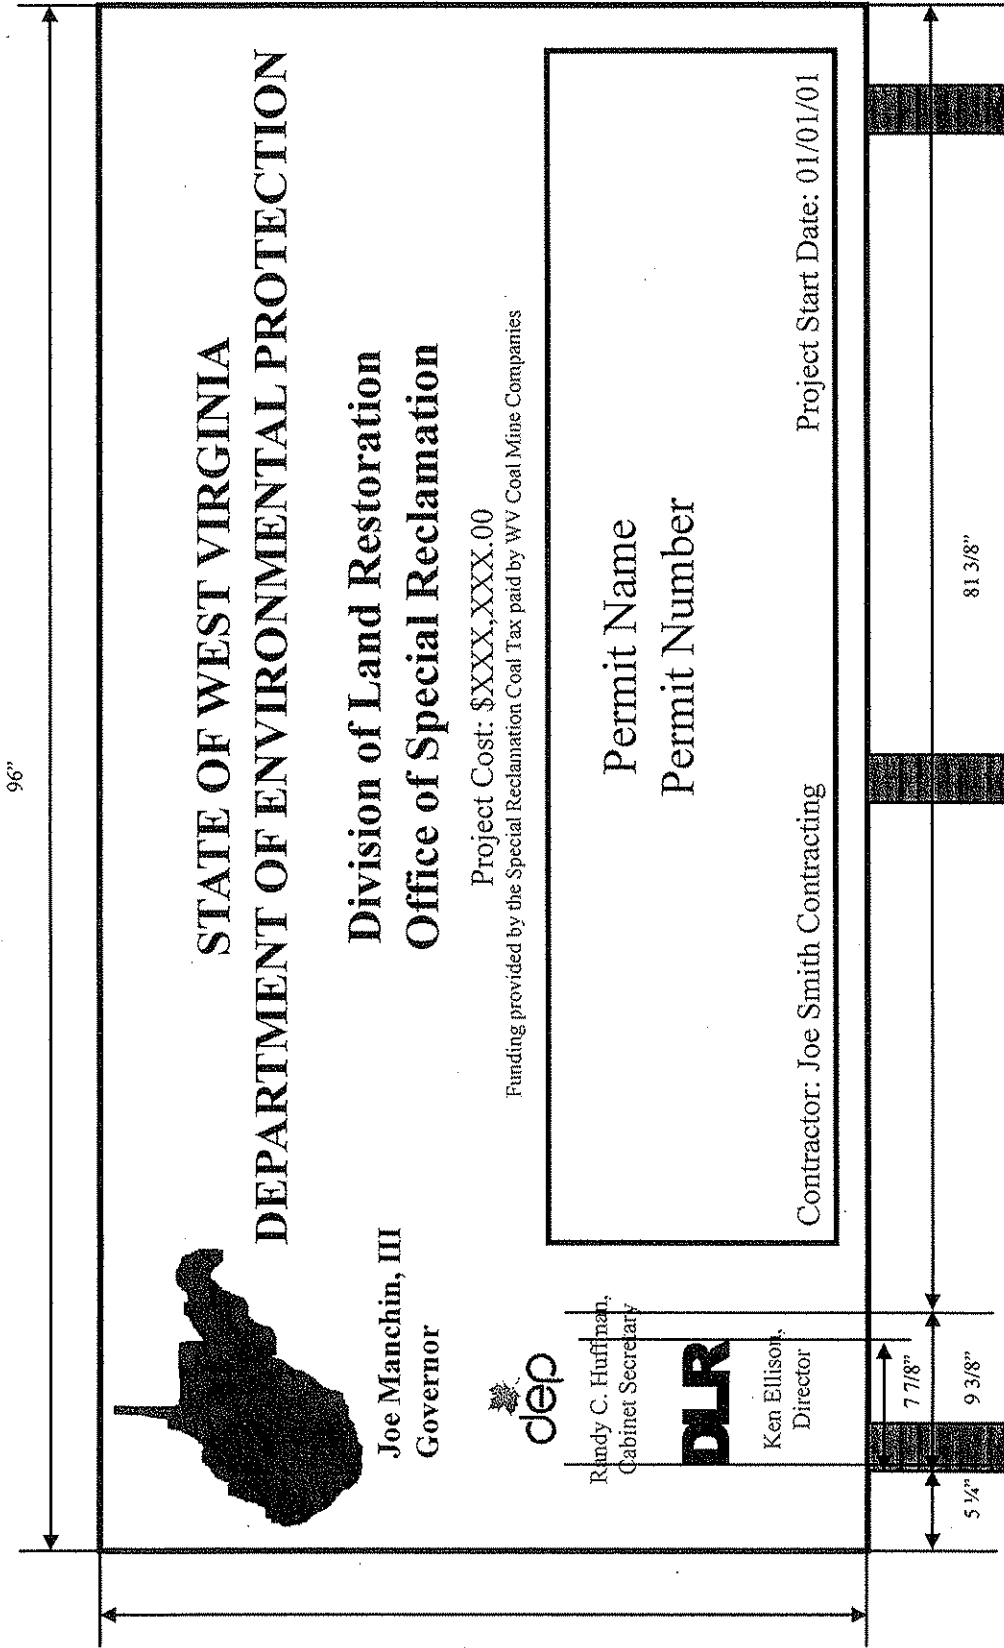 96”
STATE OF WEST VIRGINIA
DEPARTMENT OF ENVIRONMENTAL PROTECTION
Joe Manchin, III
Governor
Division of Land Restoration
Office of Special Reclamation
Project Cost: $XXX,XXX.00
Funding provided by the Special Reclamation Coal Tax paid by WV Coal Mine Companies
dep
Randy C. Huffman,
Cabinet Secretary
DLR
Ken Ellison,
Director
Permit Name
Permit Number
Contractor: Joe Smith Contracting
Project Start Date: 01/01/01
7 7/8”
5 ¼”
9 3/8”
81 3/8”